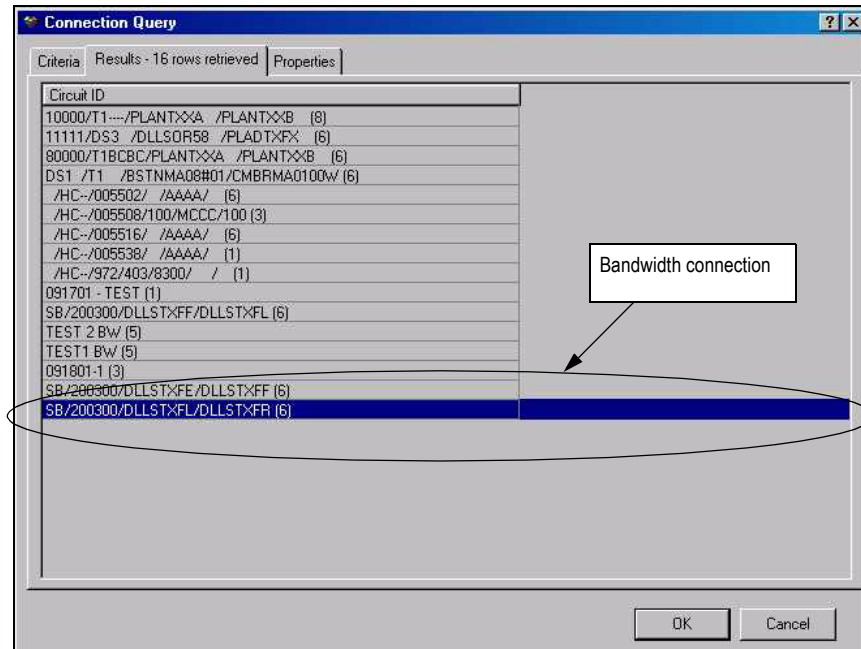 Connection Query
Criteria Results - 16 rows retrieved Properties
Circuit ID
10000/T1----/PLANTXXA /PLANTXXB (8)
11111/DS3 /DLLSOR58 /PLADTXFX (6)
80000/T1BCBC/PLANTXXA /PLANTXXB (6)
DS1 /T1 /BSTNMA08#01/CMBRMA0100W (6)
/HC--/005502/ /AAAA/ (6)
/HC--/005508/100/MCCC/100 (3)
/HC--/005516/ /AAAA/ (6)
/HC--/005538/ /AAAA/ (1)
/HC--/972/403/8300/ / (1)
091701 - TEST (1)
SB/200300/DLLSTXFF/DLLSTXFL (6)
TEST 2 BW (5)
TEST1 BW (5)
091801-1 (3)
SB/200300/DLLSTXFE/DLLSTXFF (6)
SB/200300/DLLSTXFL/DLLSTXFR (6)
Bandwidth connection
OK Cancel